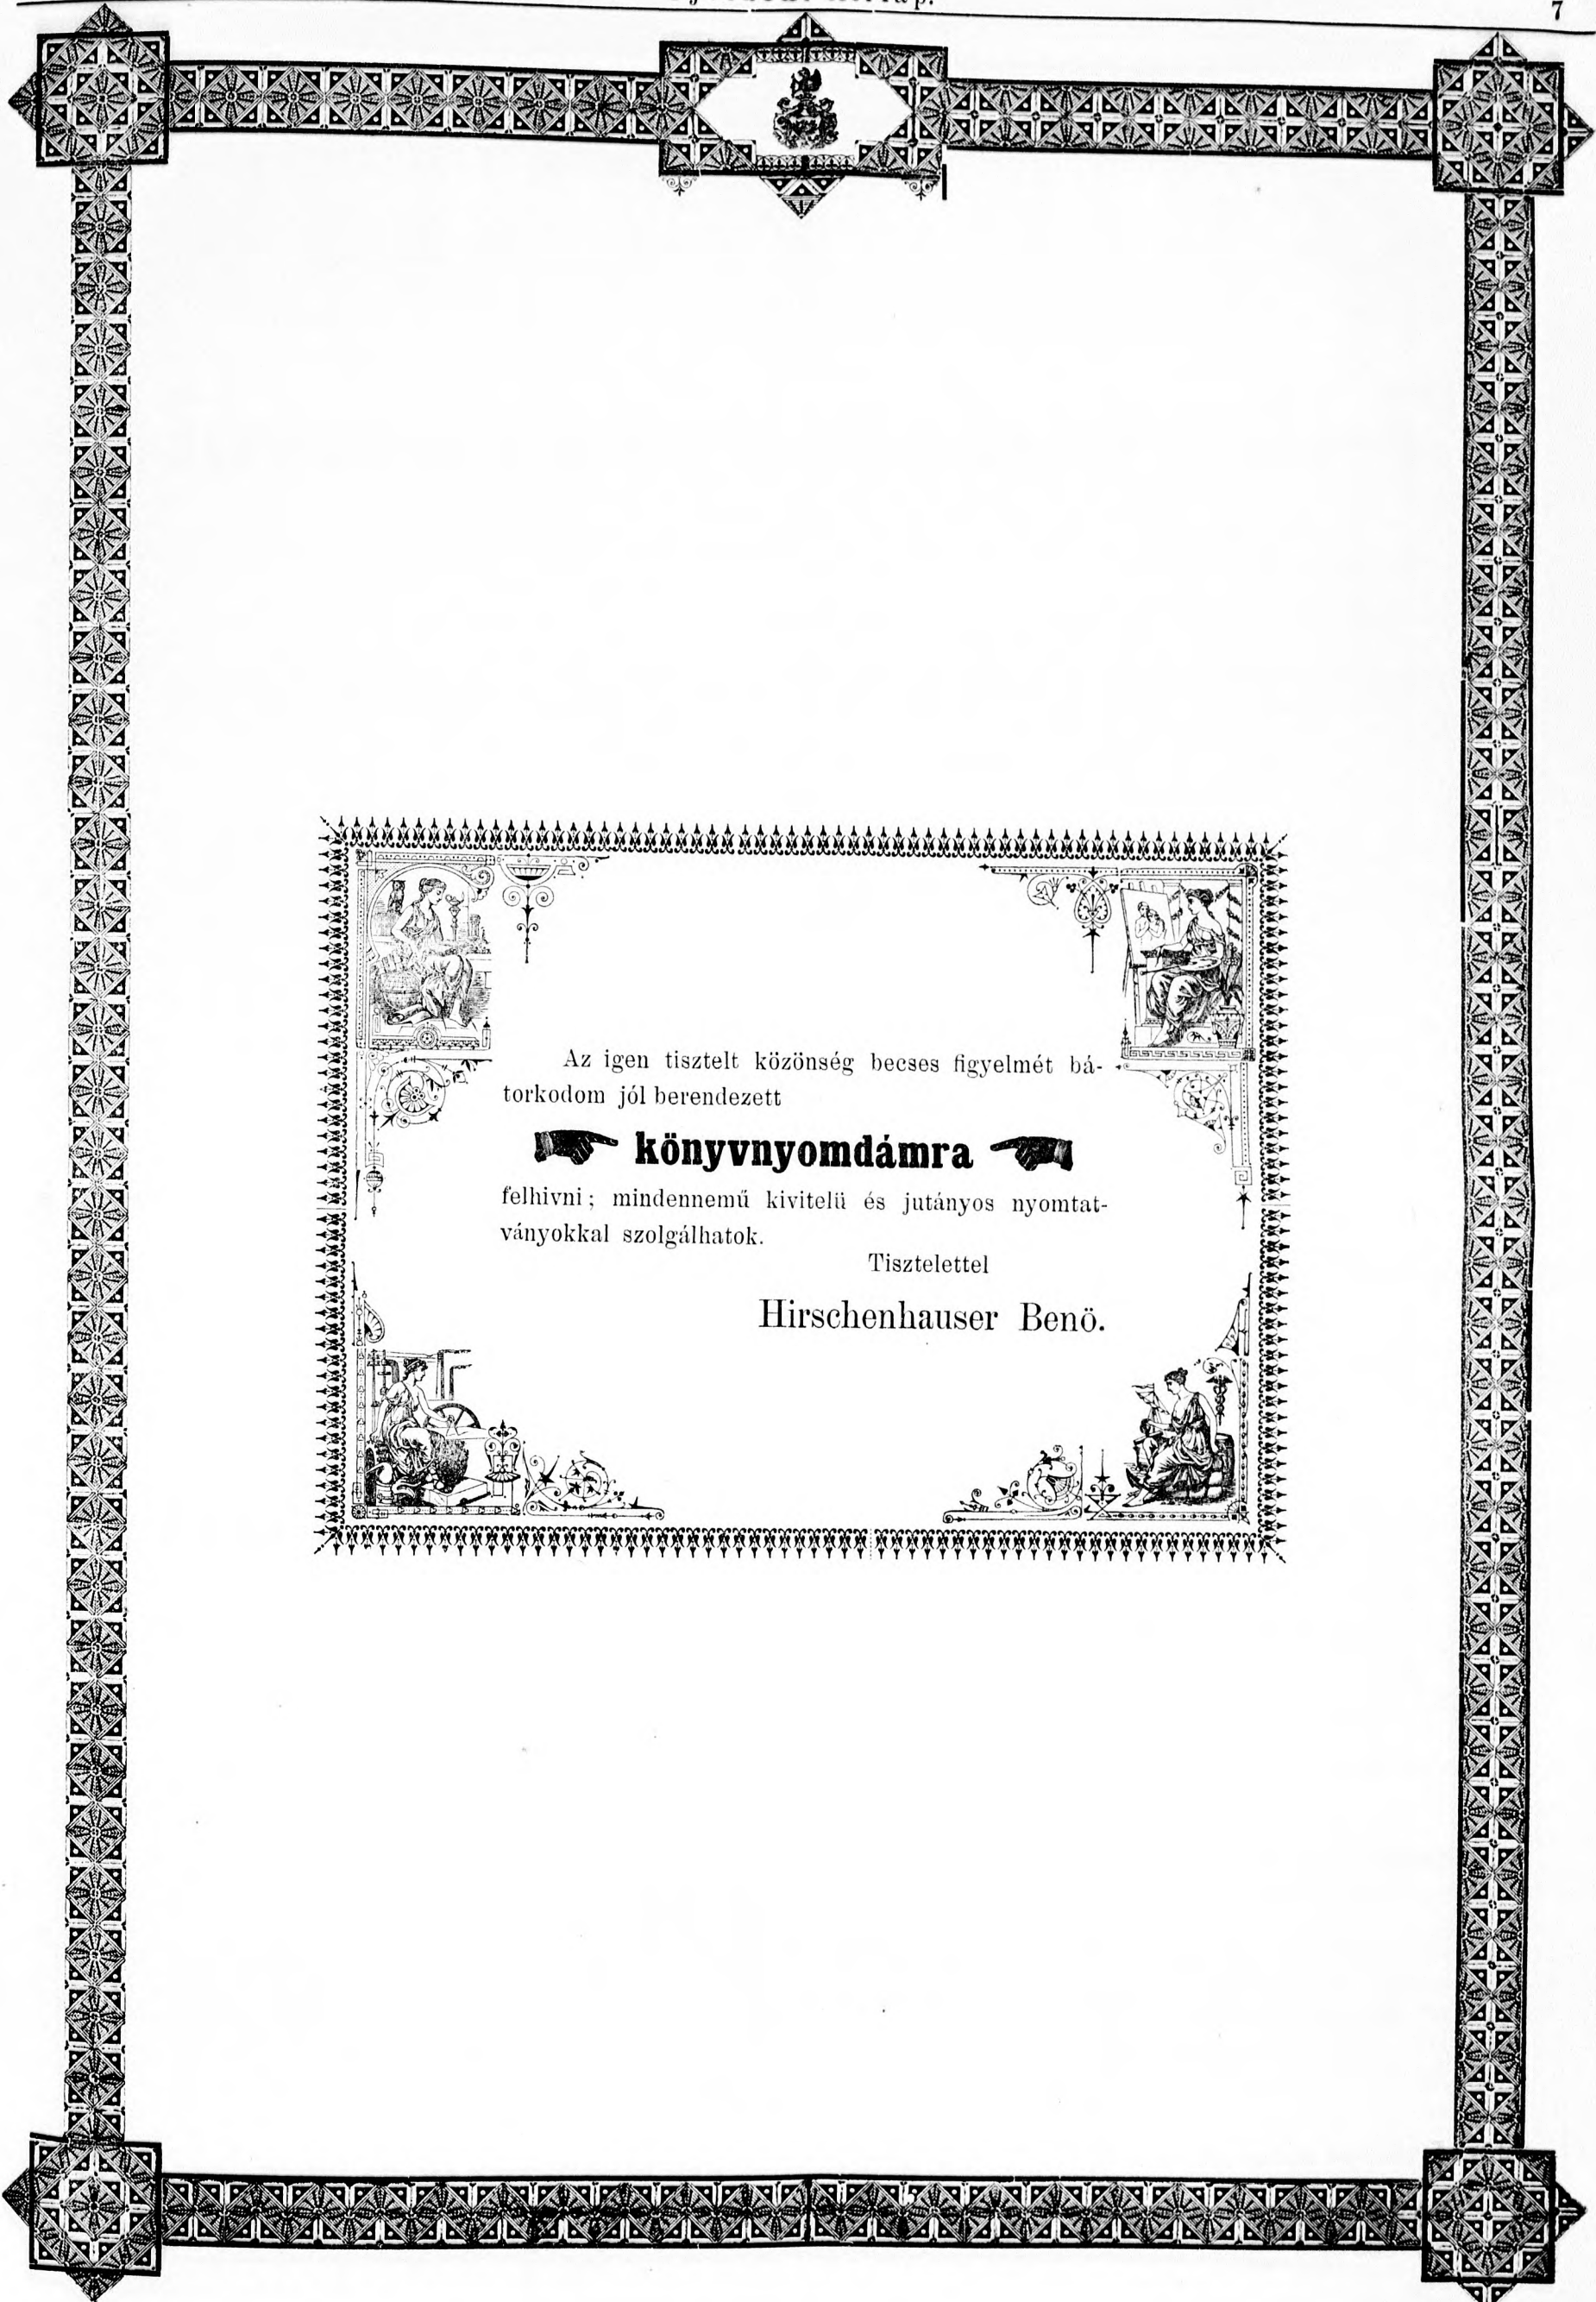 7
Az igen tisztelt közönség becses figyelmét bá-
torkodom jól berendezett
könyvnyomdámra
felhivni; mindennemű kivitelü és jutányos nyomtat-
ványokkal szolgálhatok.
Tisztelettel
Hirschenhauser Benö.